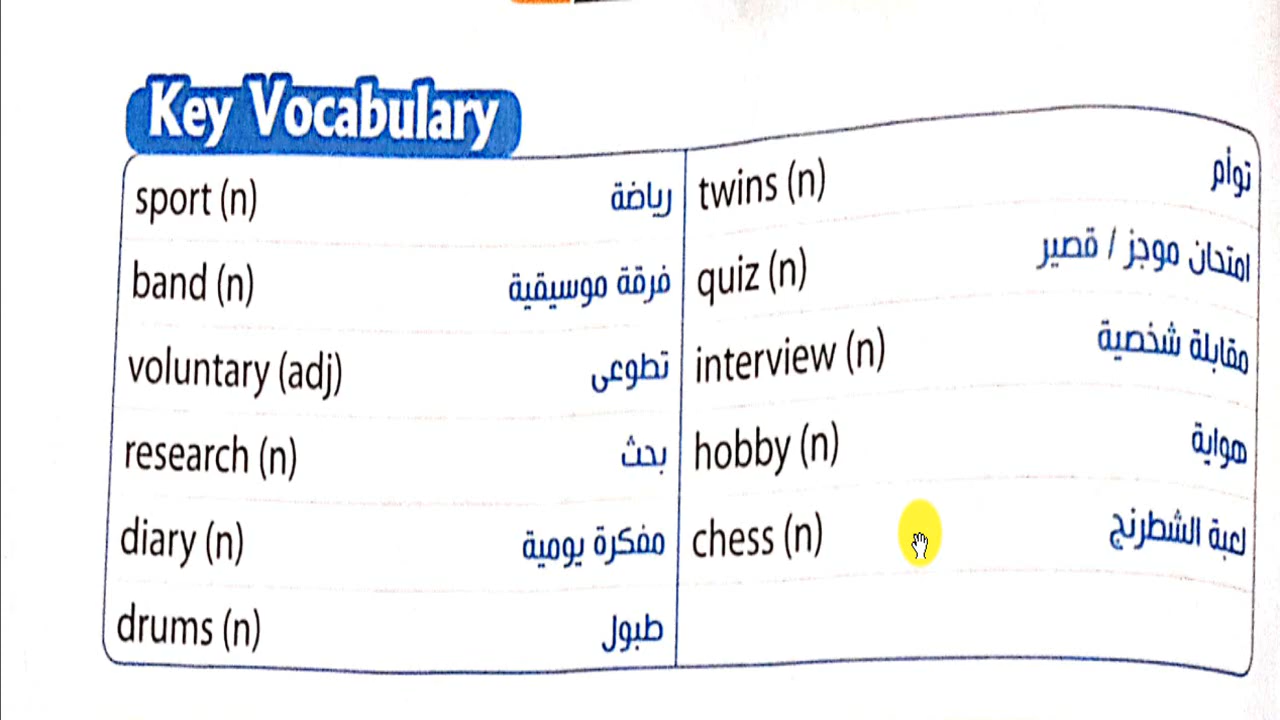 Key Vocabulary
sport (n) رياضة
band (n) فرقة موسيقية
voluntary (adj) تطوعى
research (n) بحث
diary (n) مفكرة يومية
drums (n) طبول
twins (n) توأم
quiz (n) امتحان موجز / قصير
interview (n) مقابلة شخصية
hobby (n) هواية
chess (n) لعبة الشطرنج